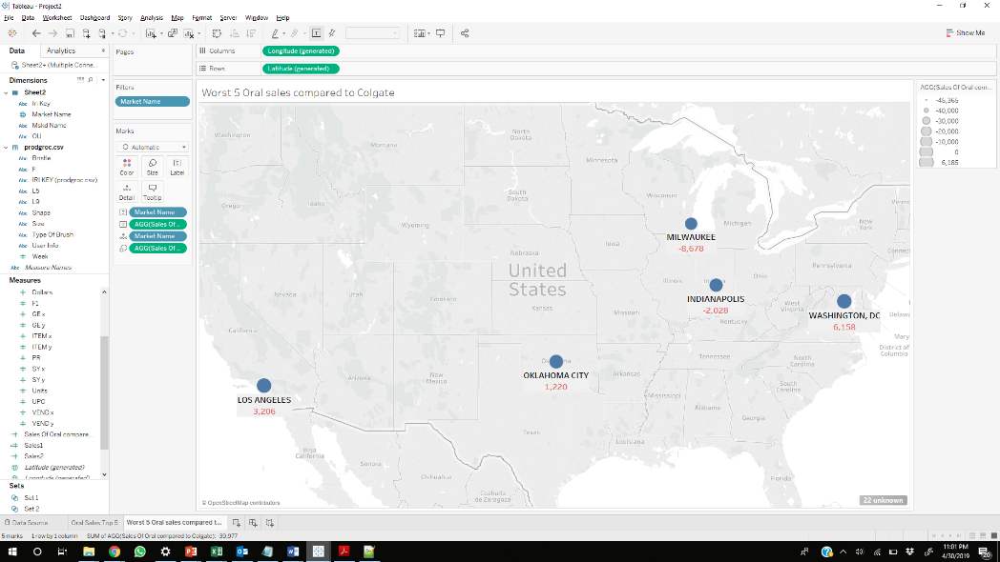 Tableau - Project2
File Data Worksheet Dashboard Story Analysis Map Format Server Window Help
Show Me
Data Analytics
Sheet2+ (Multiple Conne...
Dimensions
Sheet2
Iri Key
Market Name
Mskd Name
OU
prodgroc.csv
Bristle
F
IRI KEY (prodgroc.csv)
L5
L9
Shape
Size
Type Of Brush
User Info
Week
Measure Names
Measures
Dollars
F1
GE x
GE y
ITEM x
ITEM y
PR
SY x
SY y
Units
UPC
VEND x
VEND y
Sales Of Oral compare...
Sales1
Sales2
Latitude (generated)
Longitude (generated)
Sets
Set 1
Set 2
Pages
Filters
Market Name
Marks
Automatic
Color Size Label
Detail Tooltip
Market Name
AGG(Sales Of ..
Market Name
AGG(Sales Of ..
Columns Longitude (generated)
Rows Latitude (generated)
Worst 5 Oral sales compared to Colgate
Washington
Montana
North
Dakota
Minnesota
Oregon
Idaho
South
Dakota
Wisconsin
Wyoming
Michigan
New
York
Vermo
MILWAUKEE
-8,678
Iowa
Nebraska
Connect
Pennsylvania
Nevada
Utah
Colorado
United
States
Kansas
Illinois
Ohio
INDIANAPOLIS
-2,028
West
Virginia
WASHINGTON, DC
6,158
Delawa
Missouri
Kentucky
California
Mary
District of
Columbia
OKLAHOMA CITY
1,220
Tennessee
North
Carolina
Arizona
New
Mexico
Arkansas
South
Carolina
LOS ANGELES
3,206
Mississippi
Alabama
Georgia
Texas
Louisiana
Baja
California
Sonora
Chihuahua
Florida
Coahuila
de Zaragoza
© OpenStreetMap contributors
22 unknown
AGG(Sales Of Oral com...
-45,365
-40,000
-30,000
-20,000
-10,000
0
6,185
Data Source Oral Sales Top 5 Worst 5 Oral sales compared t...
5 marks 1 row by 1 column SUM of AGG(Sales Of Oral compared to Colgate): -39,977
11:01 PM
4/30/2019
20